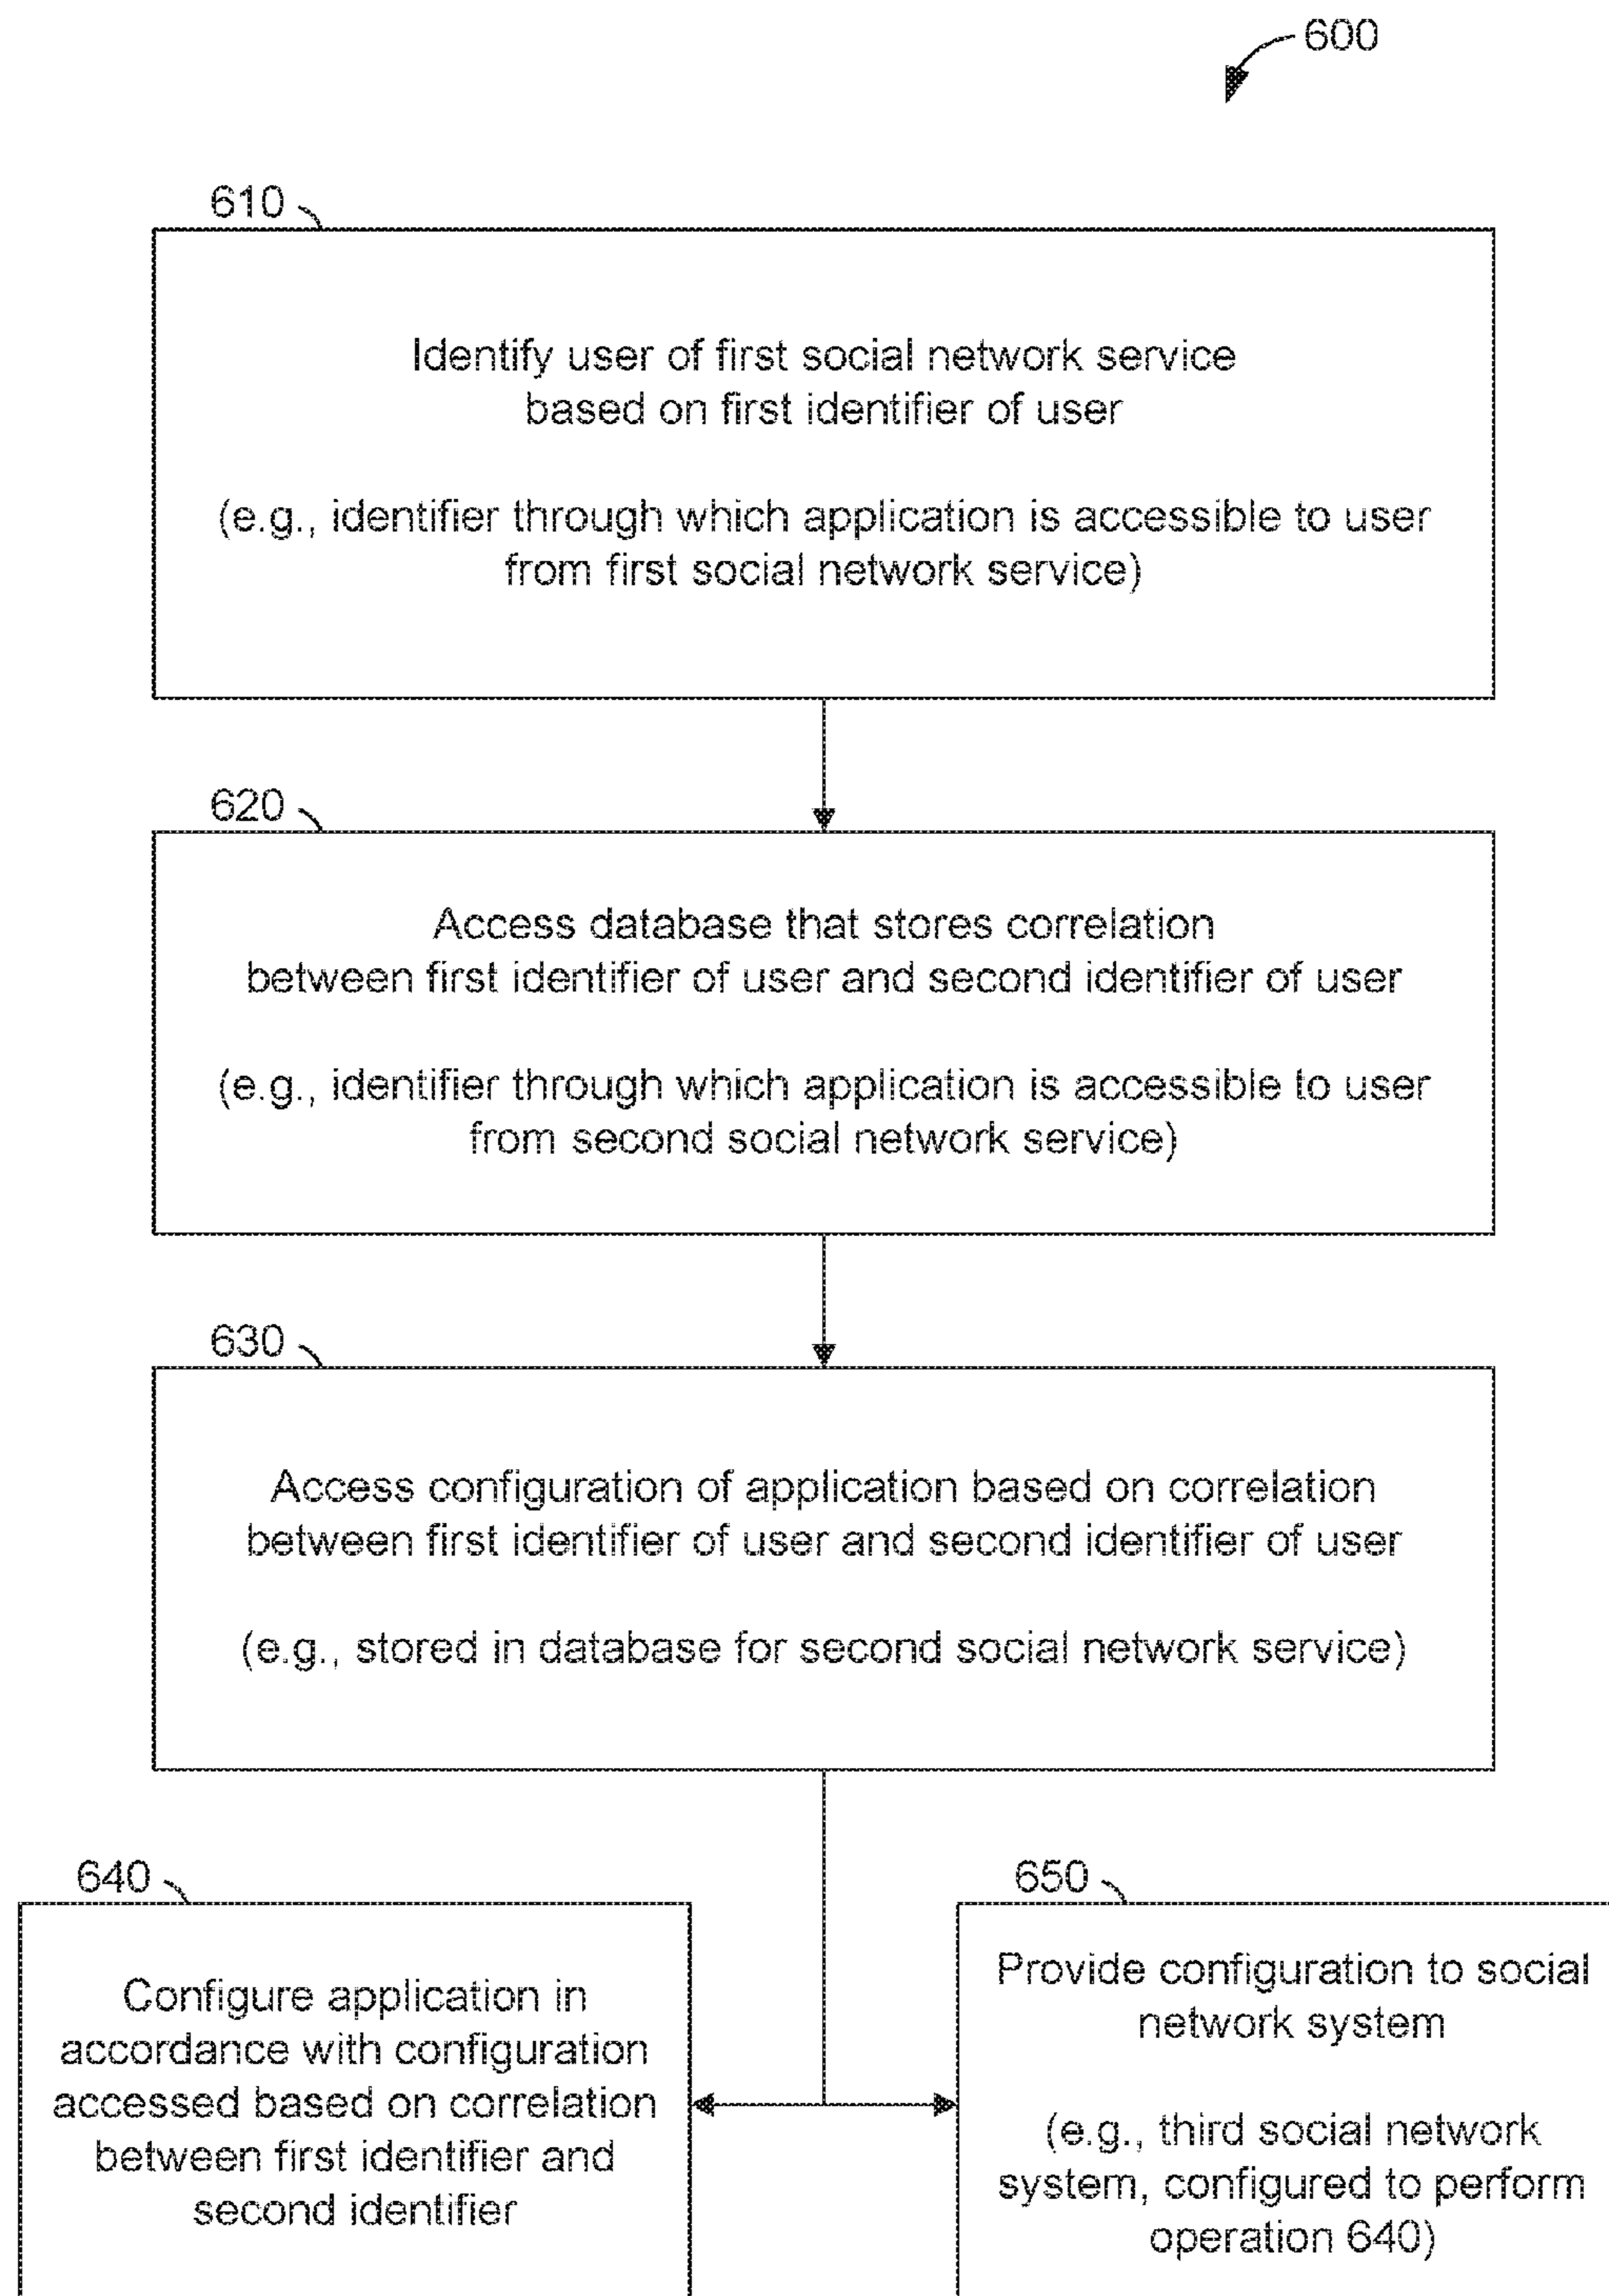 600
610
Identify user of first social network service
based on first identifier of user
(e.g., identifier through which application is accessible to user
from first social network service)
620
Access database that stores correlation
between first identifier of user and second identifier of user
(e.g., identifier through which application is accessible to user
from second social network service)
630
Access configuration of application based on correlation
between first identifier of user and second identifier of user
(e.g., stored in database for second social network service)
640
Configure application in
accordance with configuration
accessed based on correlation
between first identifier and
second identifier
650
Provide configuration to social
network system
(e.g., third social network
system, configured to perform
operation 640)